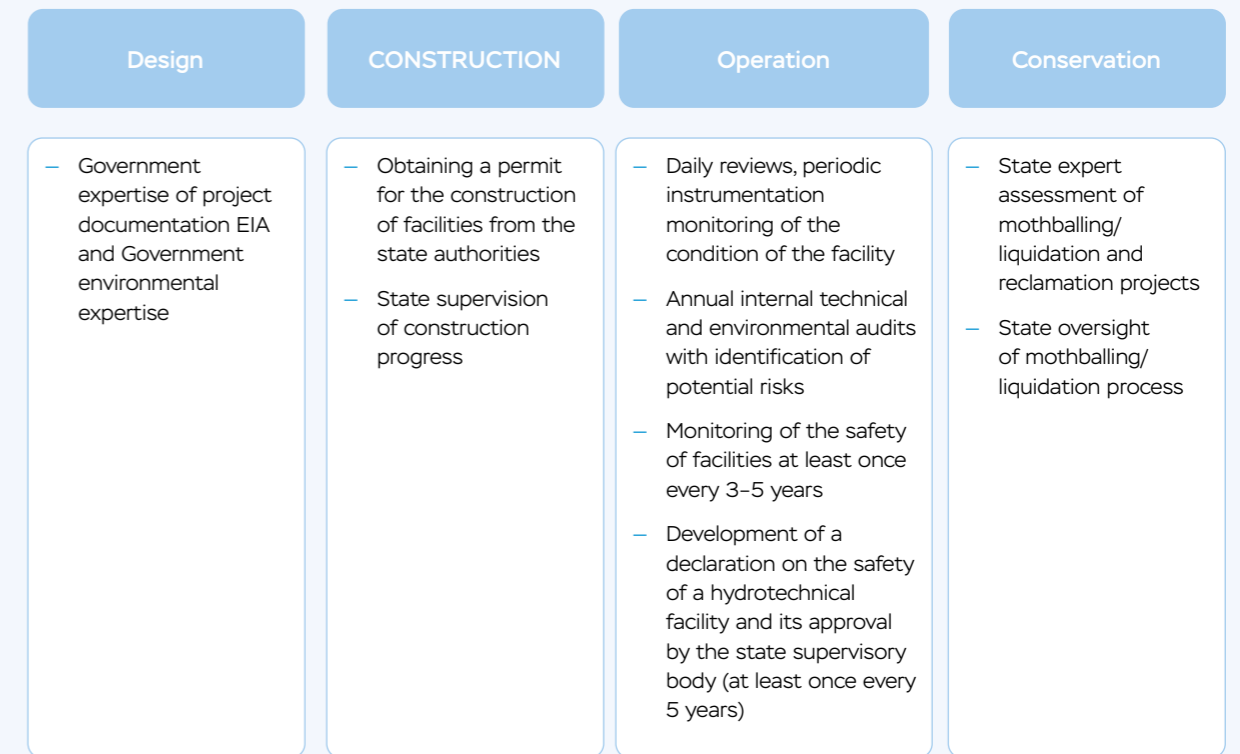 Design
CONSTRUCTION
Operation
Conservation
— Government
expertise of project
documentation EIA
and Government
environmental
expertise
— Obtaining a permit
for the construction
of facilities from the
state authorities
— State supervision
of construction
progress
— Daily reviews, periodic
instrumentation
monitoring of the
condition of the facility
— Annual internal technical
and environmental audits
with identification of
potential risks
— Monitoring of the safety
of facilities at least once
every 3–5 years
— Development of a
declaration on the safety
of a hydrotechnical
facility and its approval
by the state supervisory
body (at least once every
5 years)
— State expert
assessment of
mothballing/
liquidation and
reclamation projects
— State oversight
of mothballing/
liquidation process